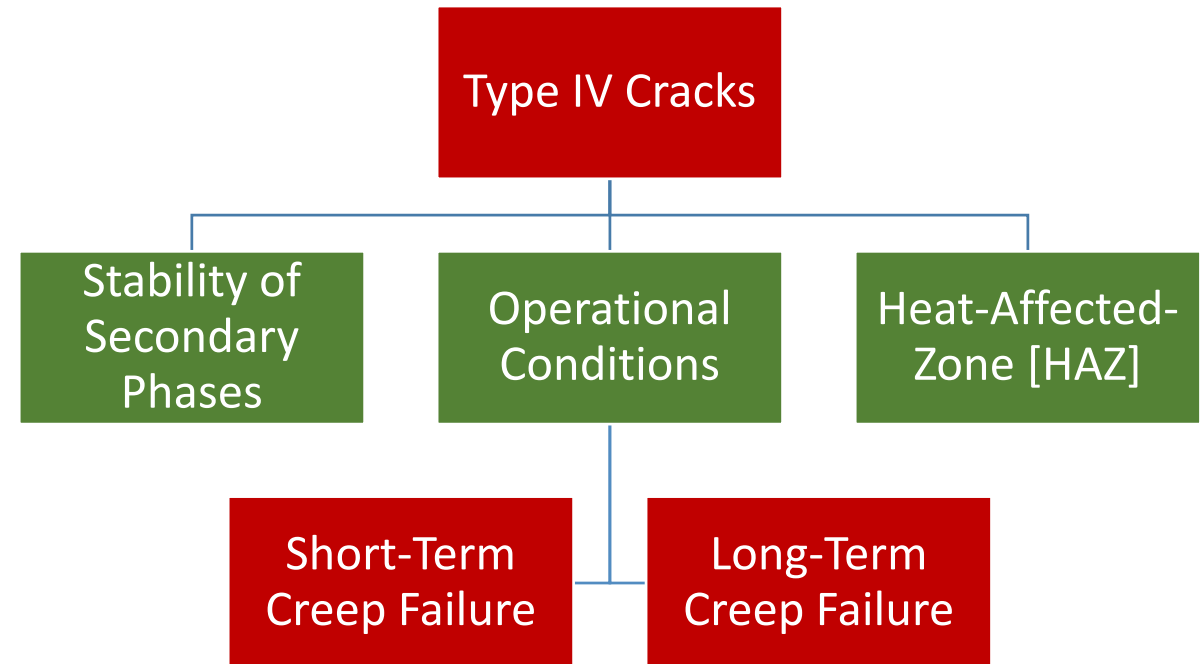 Type IV Cracks
Stability of
Secondary
Phases
Operational
Conditions
Heat-Affected-
Zone [HAZ]
Short-Term
Creep Failure
Long-Term
Creep Failure